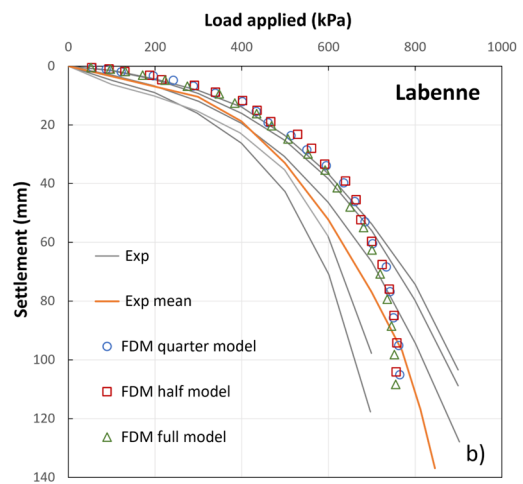 Load applied (kPa)
0 200 400 600 800 1000
0
20
40
60
80
100
120
140
Settlement (mm)
Labenne
Exp
Exp mean
FDM quarter model
FDM half model
FDM full model
b)